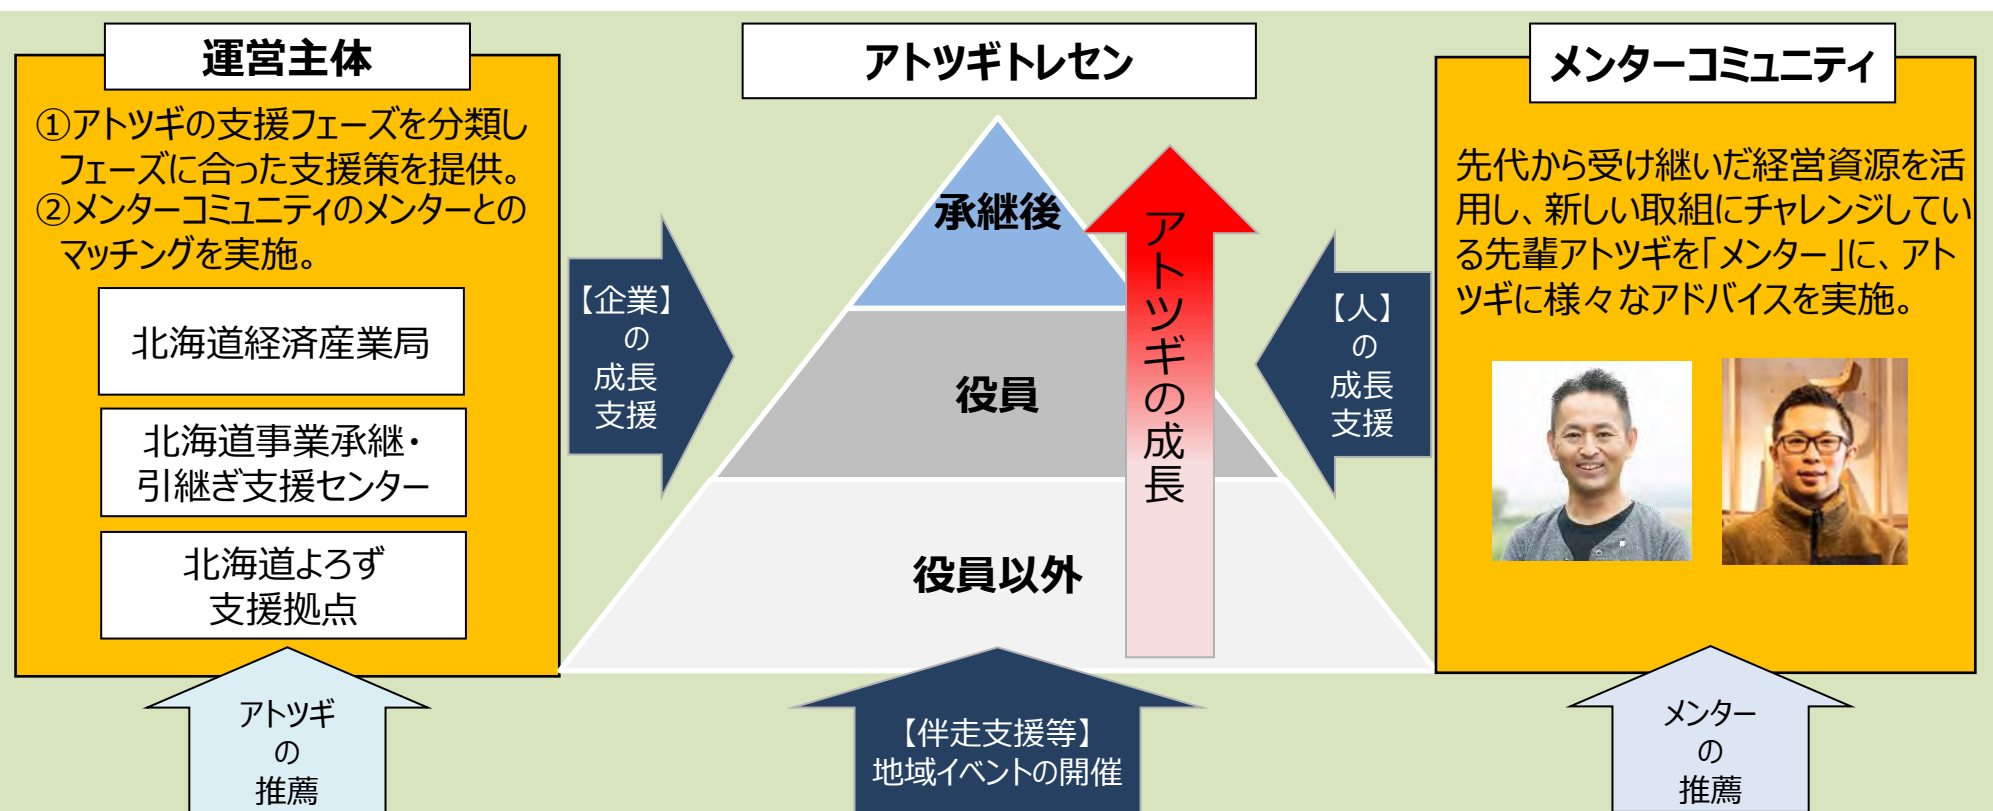 運営主体
①アトツギの支援フェーズを分類し
フェーズに合った支援策を提供。
②メンターコミュニティのメンターとの
マッチングを実施。
北海道経済産業局
北海道事業承継・
引継ぎ支援センター
北海道よろず
支援拠点
アトツギ
の
推薦
【企業】
の
成長
支援
アトツギトレセン
承継後
役員
役員以外
アトツギの成長
【伴走支援等】
地域イベントの開催
【人】
の
成長
支援
メンターコミュニティ
先代から受け継いだ経営資源を活
用し、新しい取組にチャレンジしてい
る先輩アトツギを「メンター」に、アト
ツギに様々なアドバイスを実施。
メンター
の
推薦